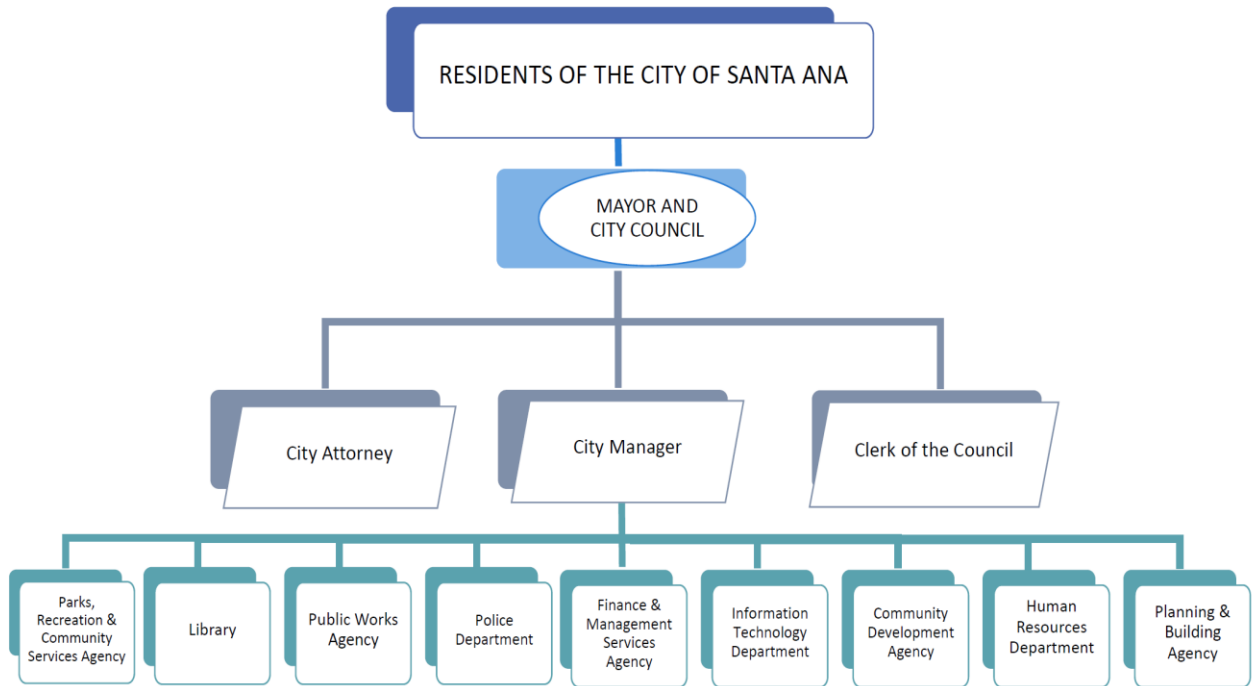 RESIDENTS OF THE CITY OF SANTA ANA
MAYOR AND
CITY COUNCIL
City Attorney
City Manager
Clerk of the Council
Parks,
Recreation &
Community
Services Agency
Library
Public Works
Agency
Police
Department
Finance &
Management
Services
Agency
Information
Technology
Department
Community
Development
Agency
Human
Resources
Department
Planning &
Building
Agency